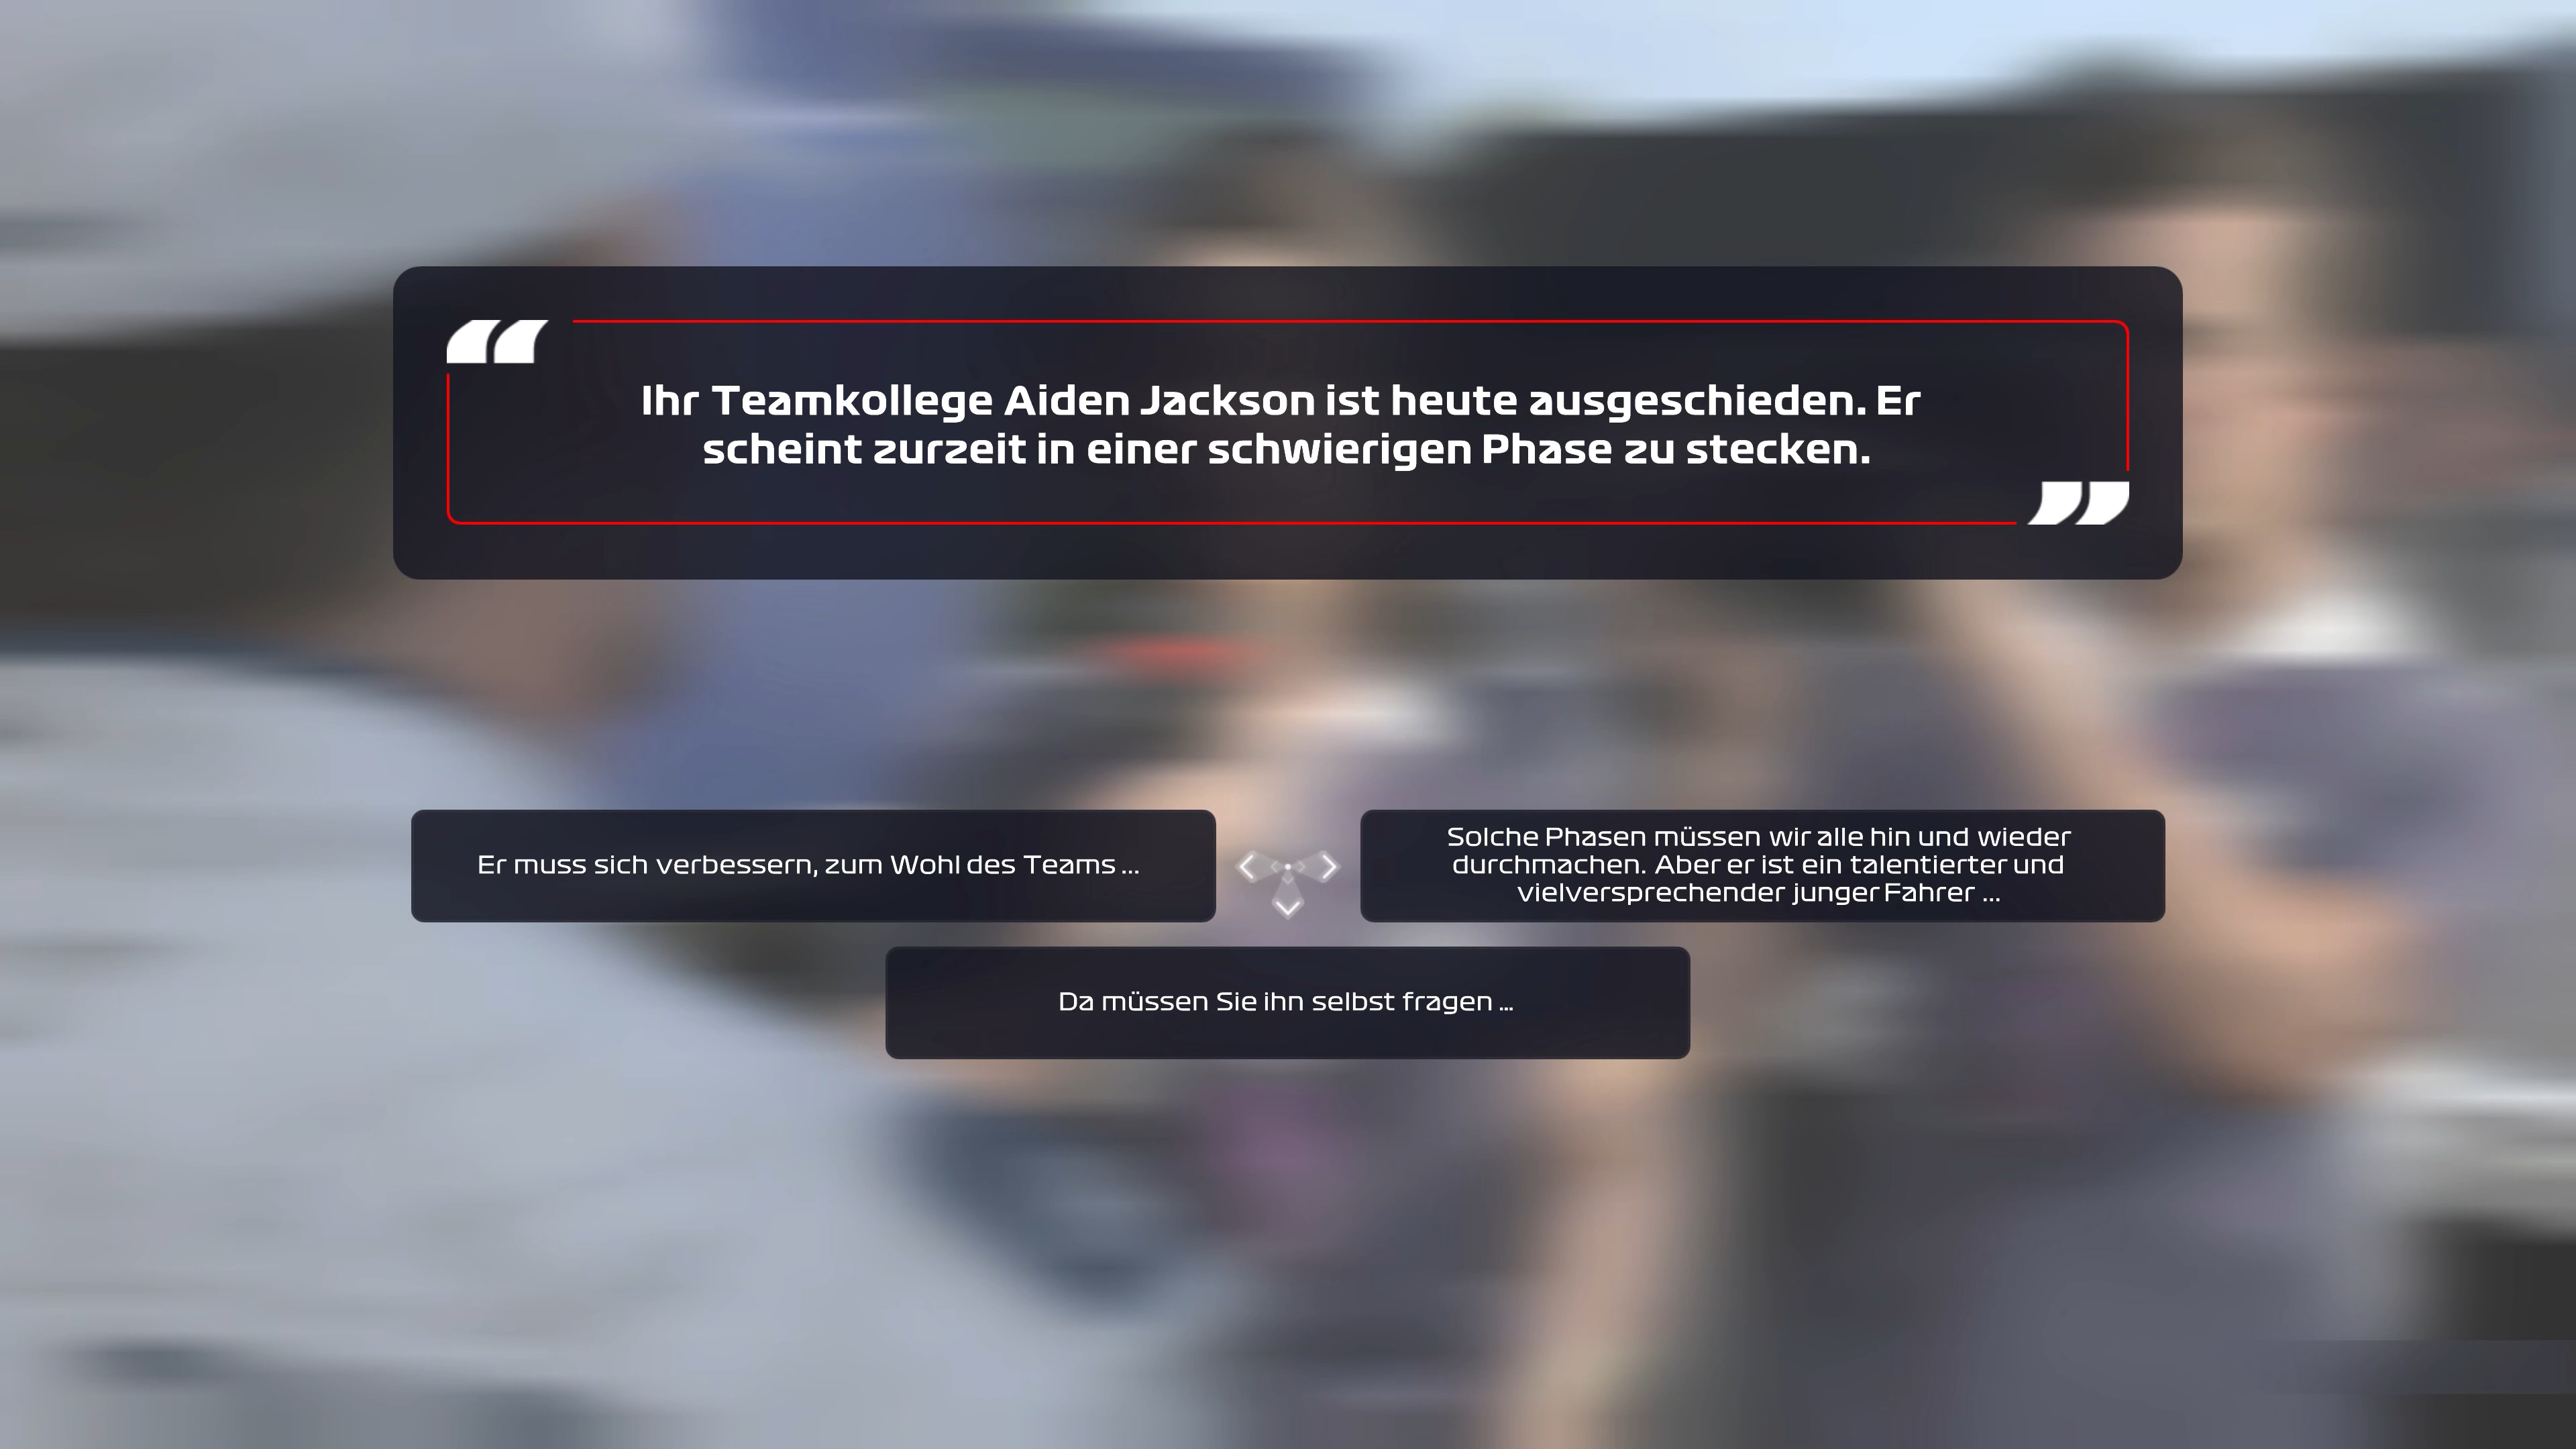 Ihr Teamkollege Aiden Jackson ist heute ausgeschieden. Er
scheint zurzeit in einer schwierigen Phase zu stecken.
Er muss sich verbessern, zum Wohl des Teams ...
Solche Phasen müssen wir alle hin und wieder
durchmachen. Aber er ist ein talentierter und
vielversprechender junger Fahrer ...
Da müssen Sie ihn selbst fragen ...